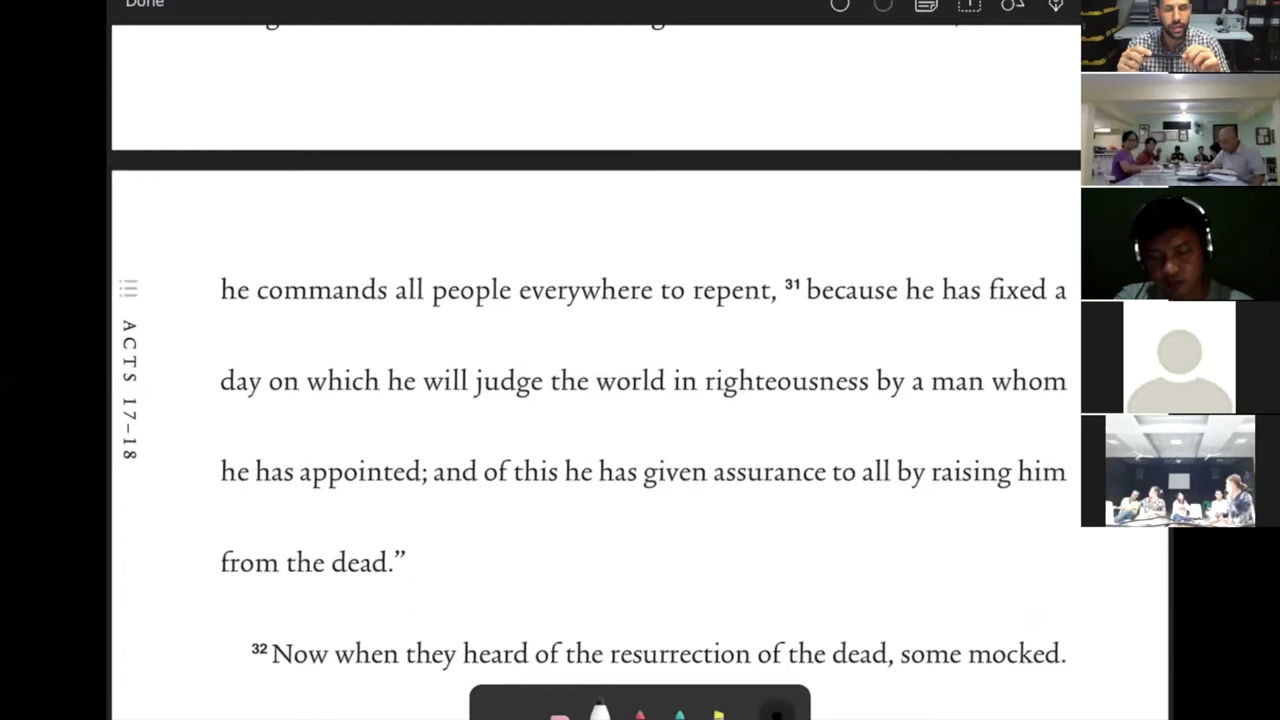 Done
he commands all people everywhere to repent, 31 because he has fixed a
day on which he will judge the world in righteousness by a man whom
he has appointed; and of this he has given assurance to all by raising him
from the dead.”
32 Now when they heard of the resurrection of the dead, some mocked.
ACTS 17–18